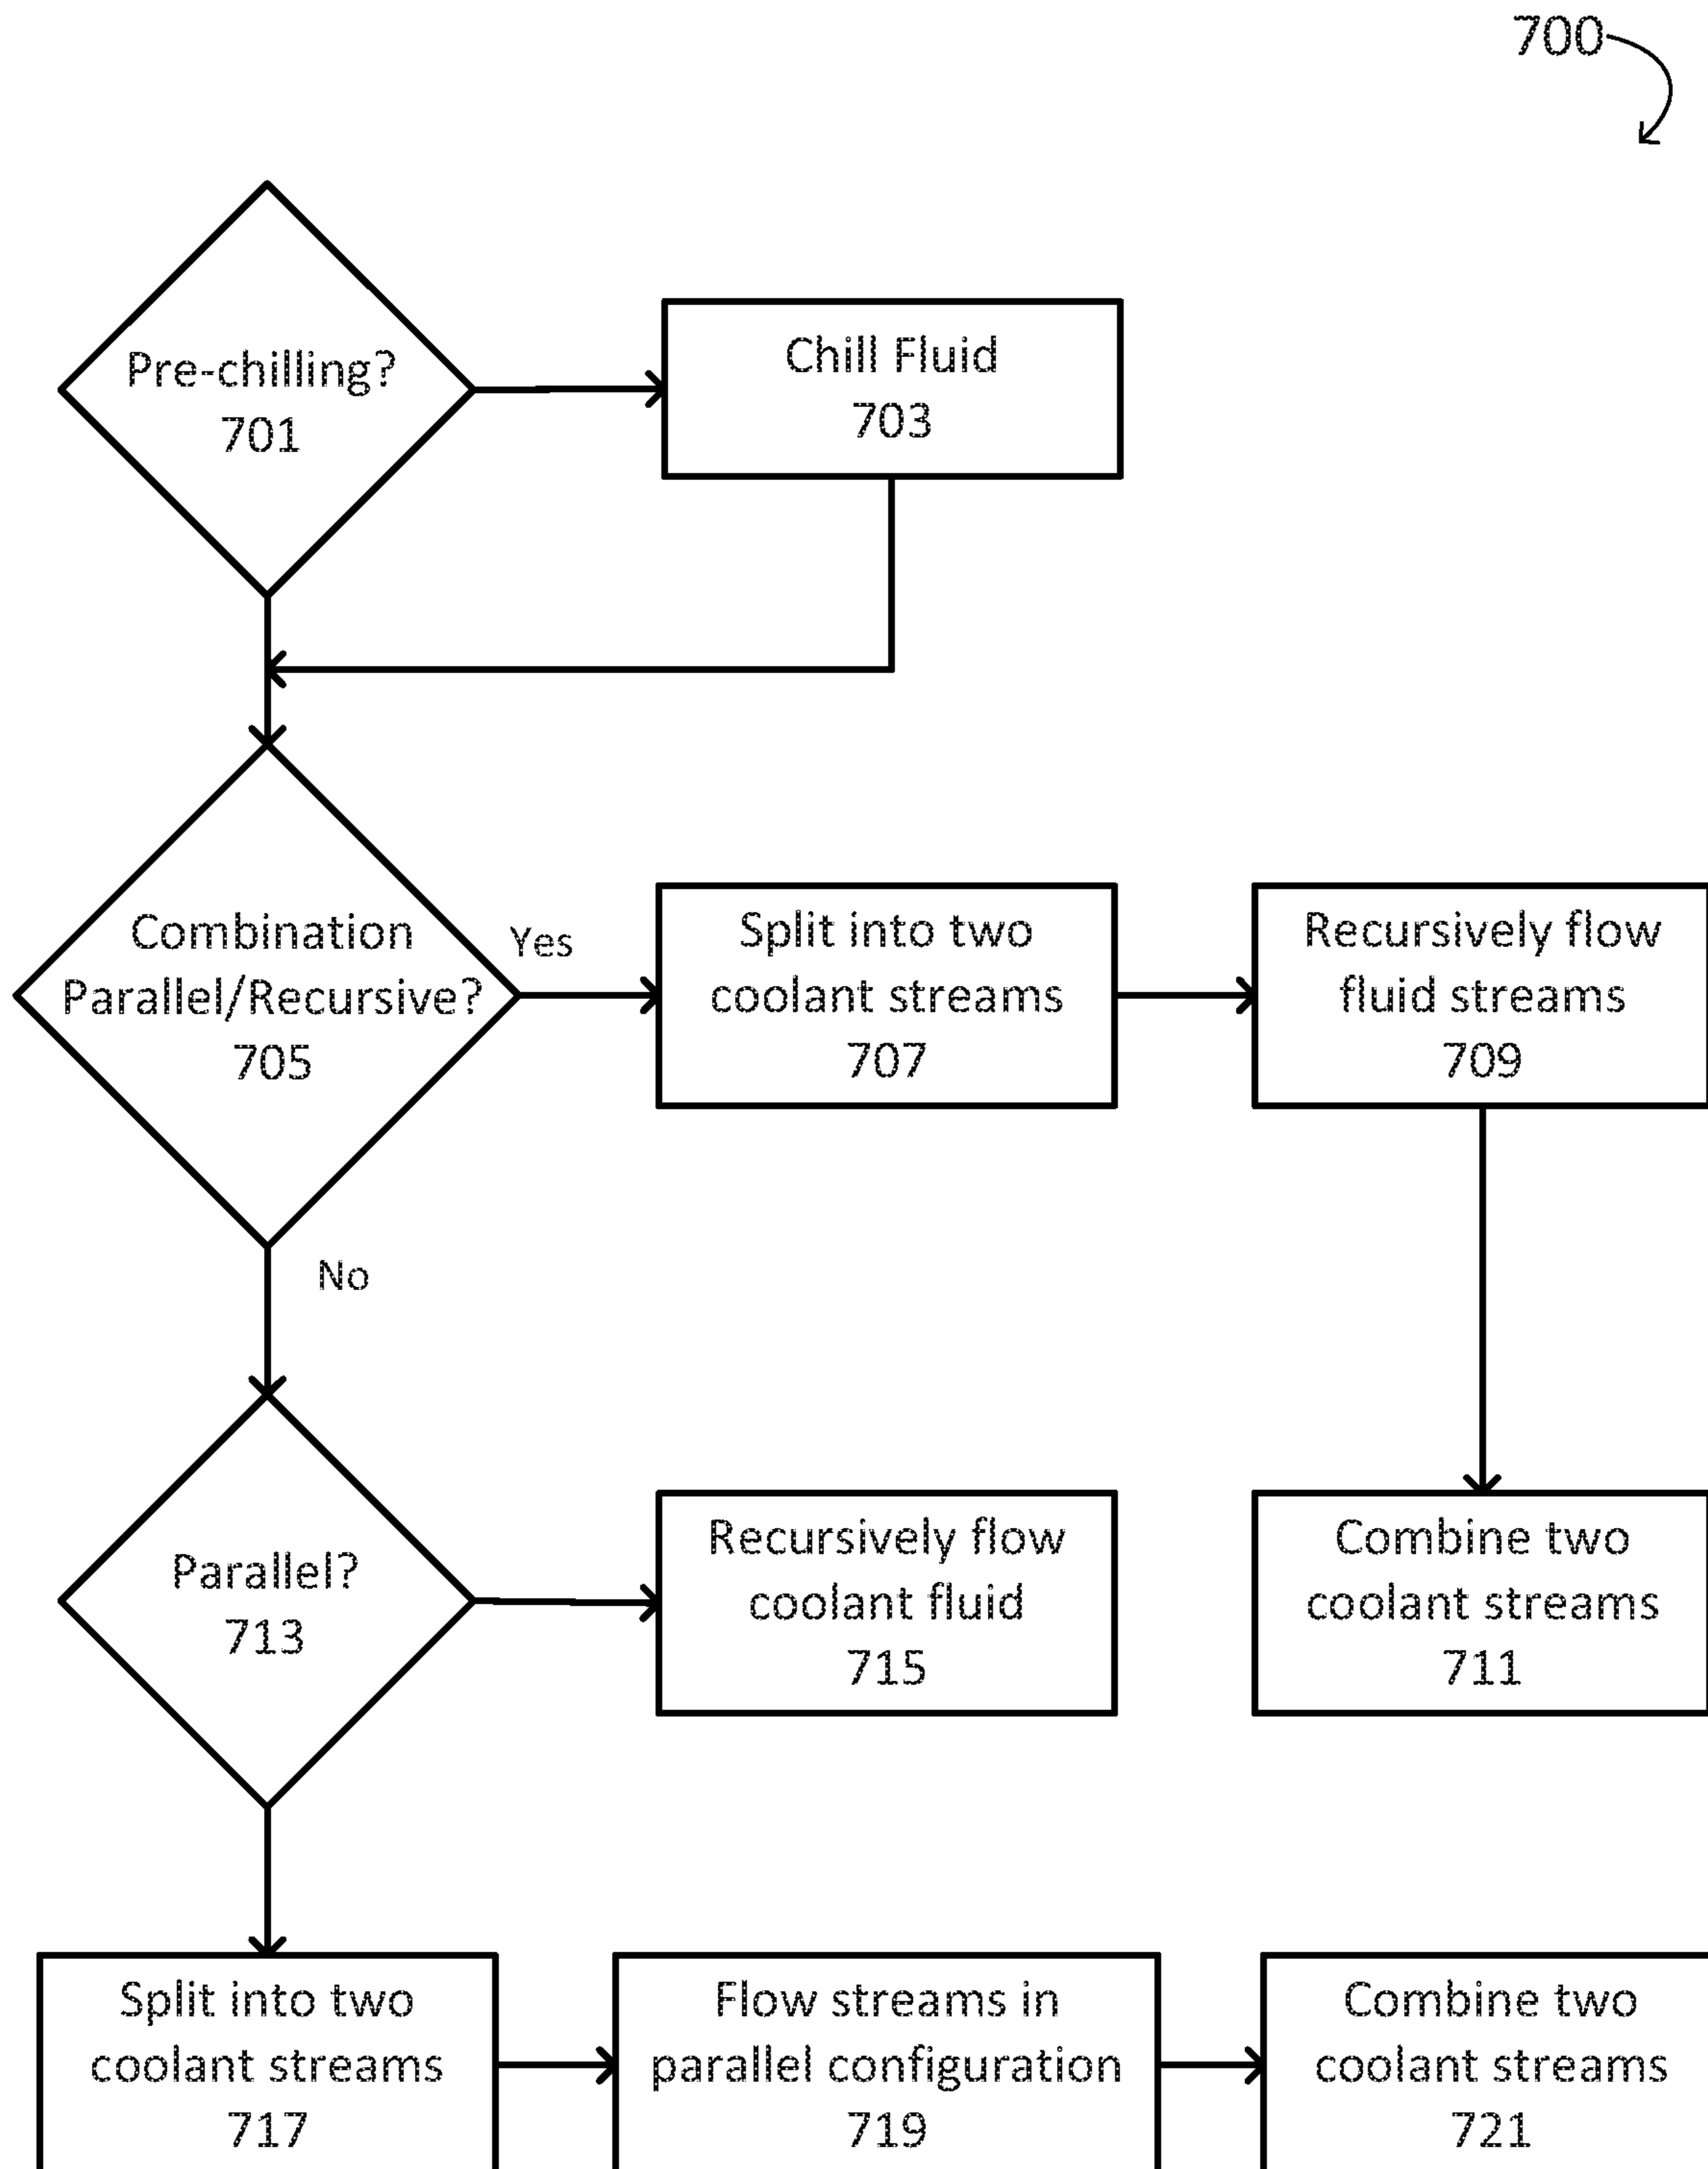 700
Pre-chilling?
701
Chill Fluid
703
Combination
Parallel/Recursive?
705
Yes
Split into two
coolant streams
707
Recursively flow
fluid streams
709
No
Parallel?
713
Recursively flow
coolant fluid
715
Combine two
coolant streams
711
Split into two
coolant streams
717
Flow streams in
parallel configuration
719
Combine two
coolant streams
721